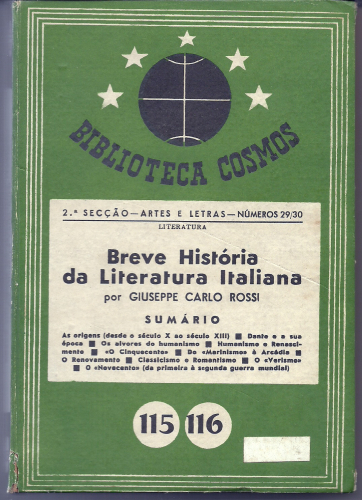 BIBLIOTECA COSMOS
2.ª SECÇÃO — ARTES E LETRAS — NÚMEROS 29/30
LITERATURA
Breve História
da Literatura Italiana
por GIUSEPPE CARLO ROSSI
SUMÁRIO
As origens (desde o século X ao século XIII) ■ Dante e a sua
época ■ Os alvores do humanismo ■ Humanismo e Renasci-
mento ■ «O Cinquecento» ■ Do «Marinismo» à Arcádia ■
O Renovamento ■ Classicismo e Romantismo ■ O «Verismo»
■ O «Novecento» (da primeira à segunda guerra mundial)
115 116